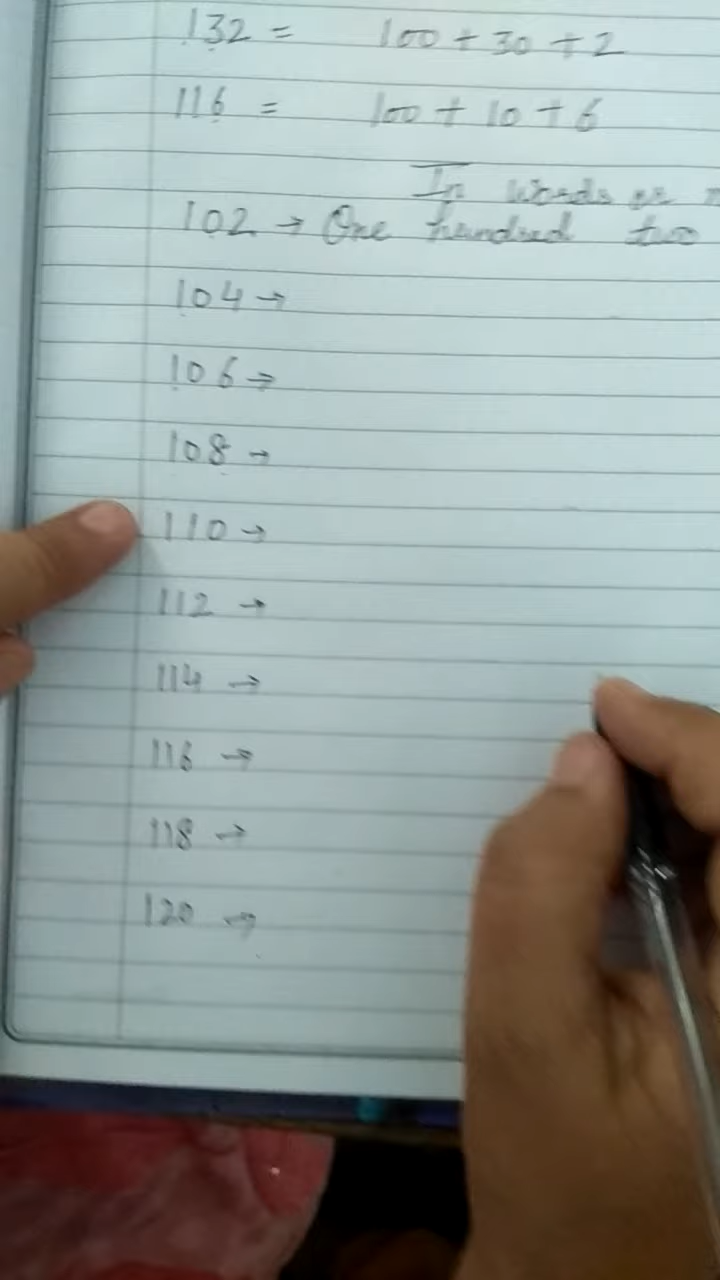 132 = 100 + 30 + 2
116 = 100 + 10 + 6
In words or
102 → One hundred two
104 →
106 →
108 →
110 →
112 →
114 →
116 →
118 →
120 →